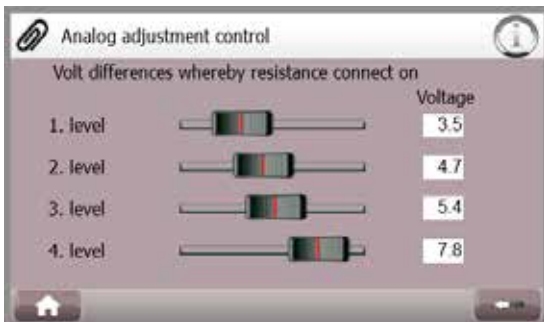 Analog adjustment control
Volt differences whereby resistance connect on
Voltage
1. level 3.5
2. level 4.7
3. level 5.4
4. level 7.8